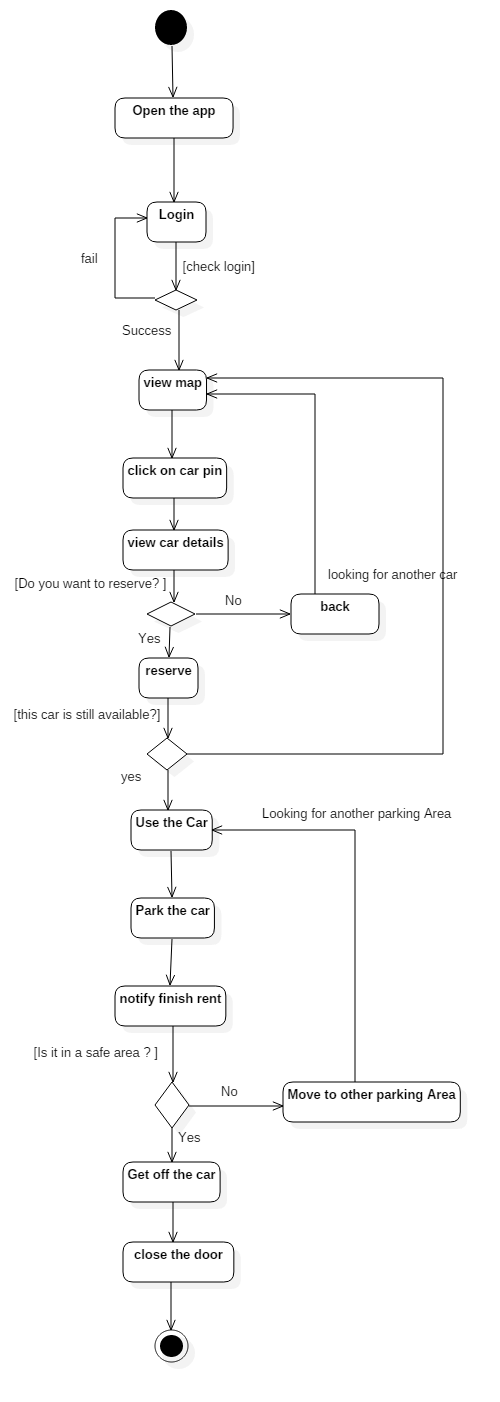 Open the app
Login
fail
[check login]
Success
view map
click on car pin
view car details
looking for another car
[Do you want to reserve? ]
No
back
Yes
reserve
[this car is still available?]
yes
Use the Car
Looking for another parking Area
Park the car
notify finish rent
[Is it in a safe area ? ]
No
Move to other parking Area
Yes
Get off the car
close the door